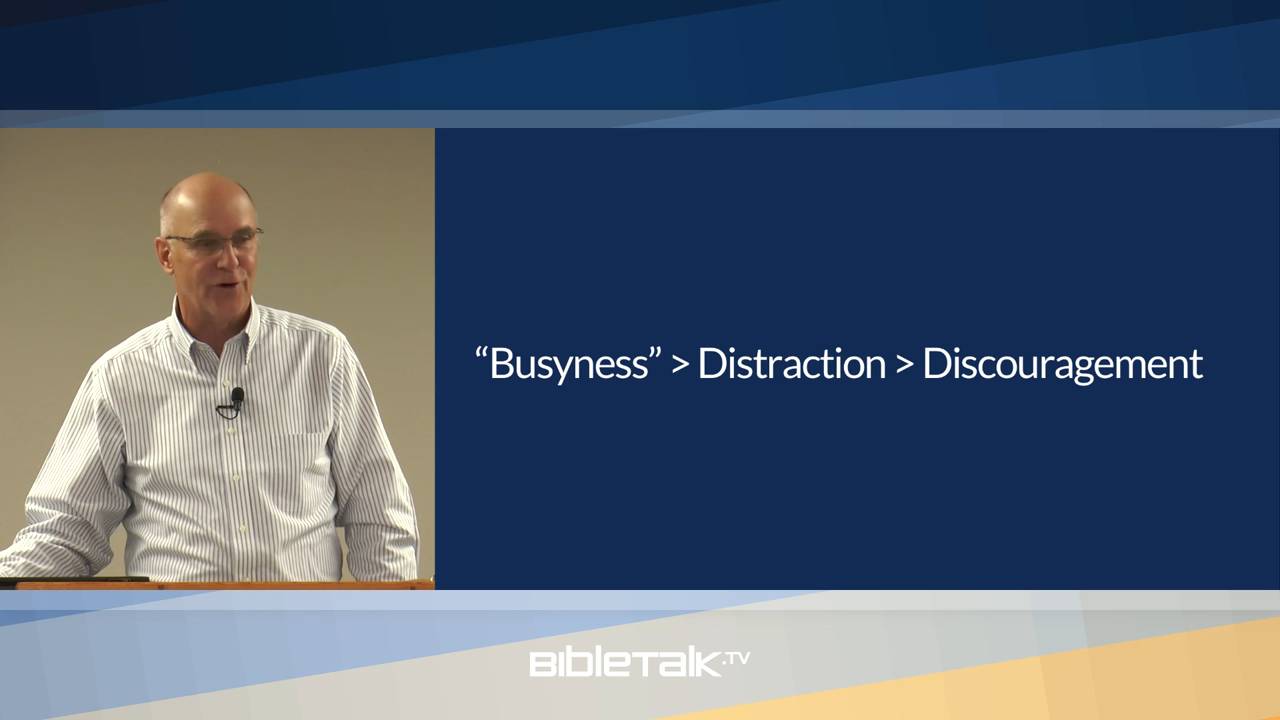 “Busyness” > Distraction > Discouragement
BibleTalk.TV